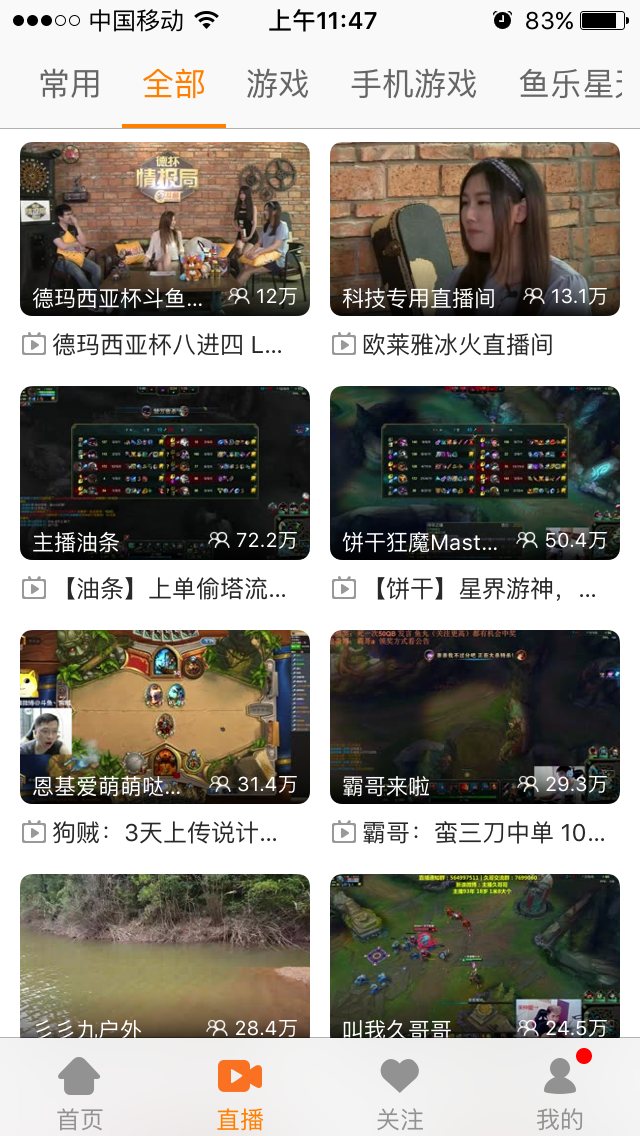 中国移动
上午11:47
83%
常用
全部
游戏
手机游戏
鱼乐星天
德杯
情报局
德玛西亚杯斗鱼...
12万
科技专用直播间
13.1万
德玛西亚杯八进四 L...
欧莱雅冰火直播间
主播油条
72.2万
饼干狂魔Mast...
50.4万
【油条】上单偷塔流...
【饼干】星界游神，...
恩基爱萌萌哒...
31.4万
霸哥来啦
29.3万
狗贼：3天上传说计...
霸哥：蛮三刀中单 10...
彡彡九户外
28.4万
叫我久哥哥
24.5万
首页
直播
关注
我的